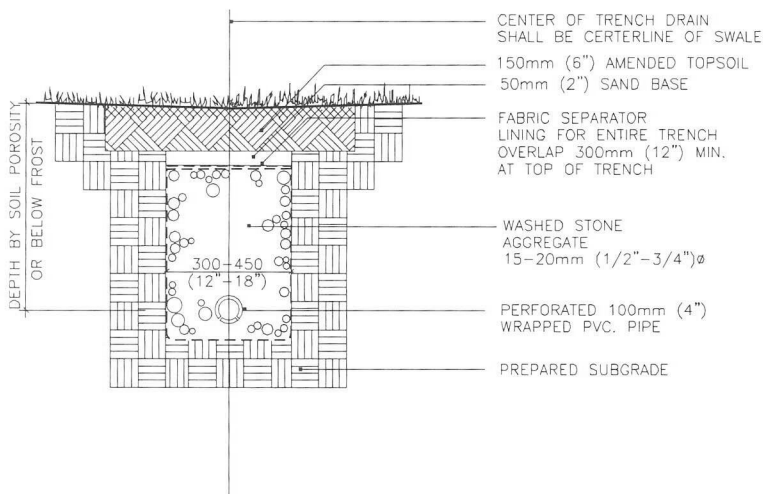 CENTER OF TRENCH DRAIN
SHALL BE CERTERLINE OF SWALE
150mm (6") AMENDED TOPSOIL
50mm (2") SAND BASE
FABRIC SEPARATOR
LINING FOR ENTIRE TRENCH
OVERLAP 300mm (12") MIN.
AT TOP OF TRENCH
WASHED STONE
AGGREGATE
15-20mm (1/2"-3/4")ø
PERFORATED 100mm (4")
WRAPPED PVC. PIPE
PREPARED SUBGRADE
300-450
(12"-18")
DEPTH BY SOIL POROSITY
OR BELOW FROST